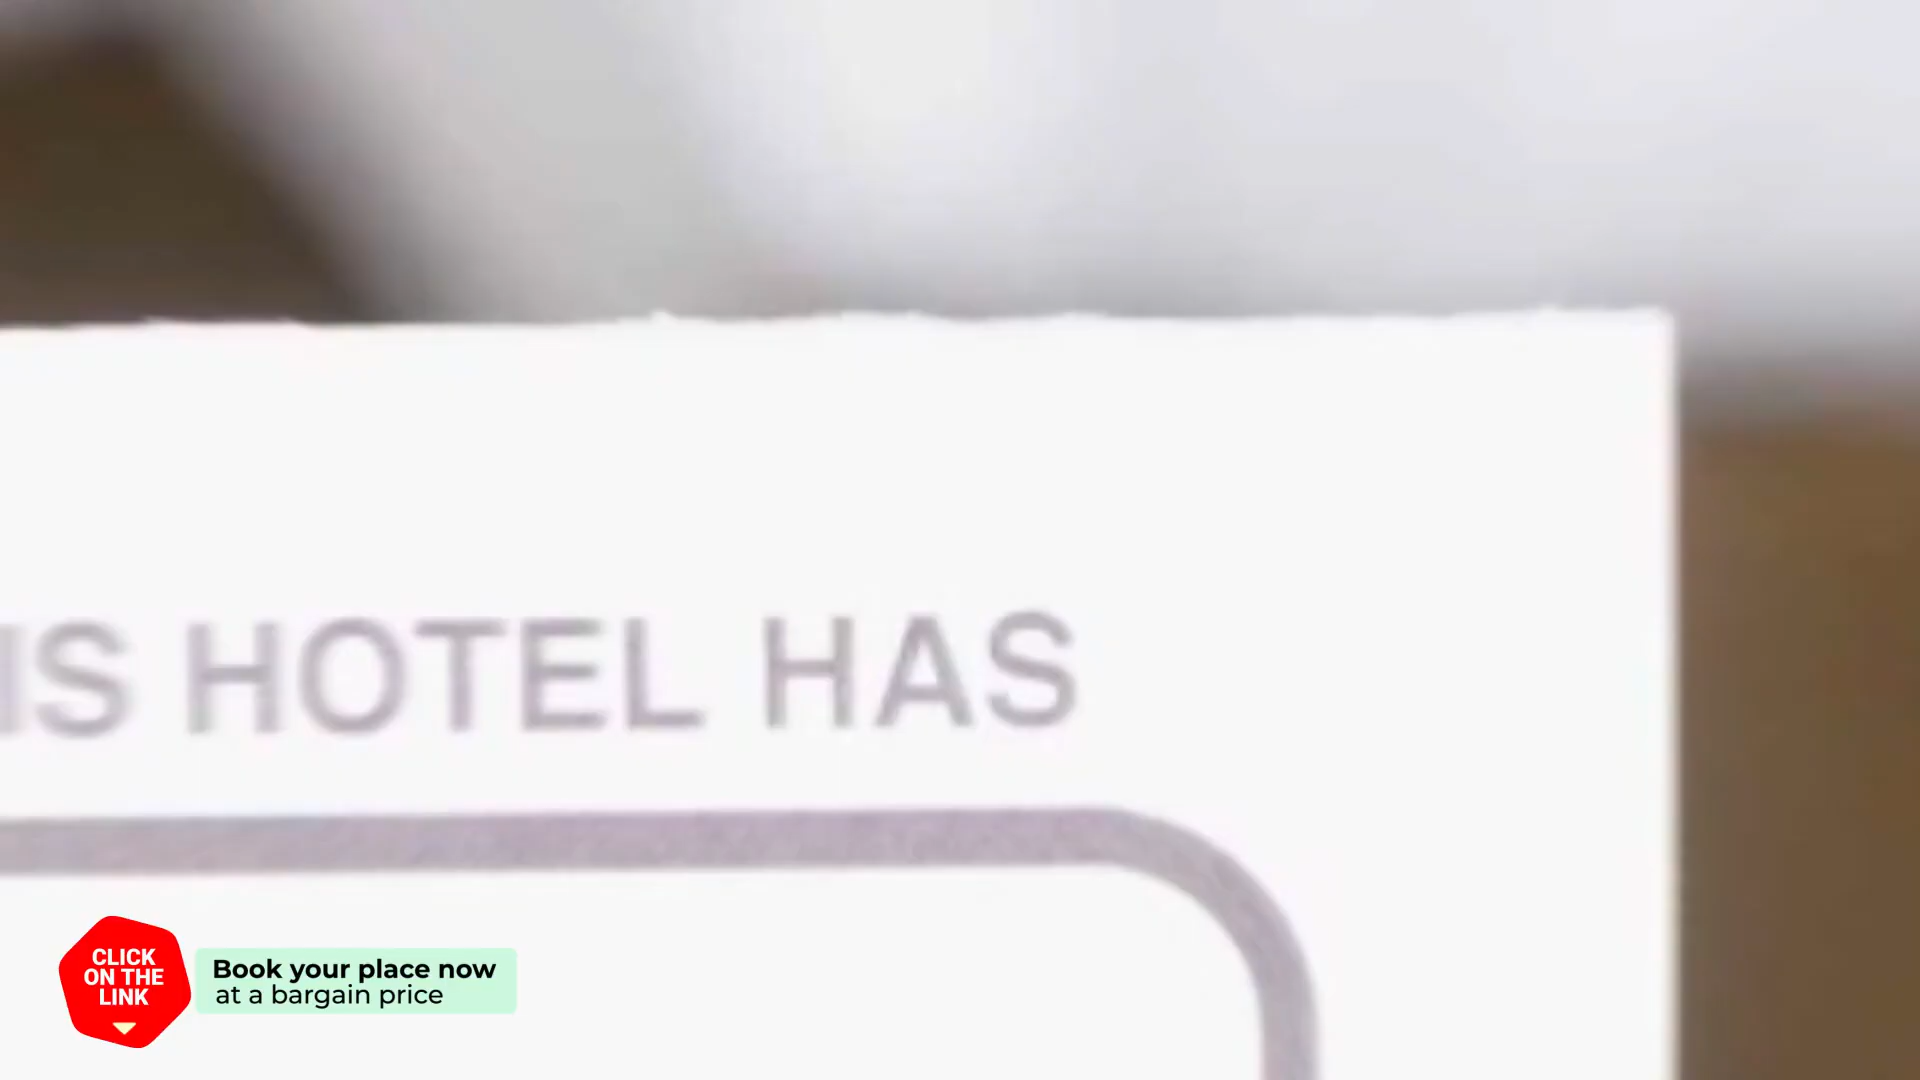 IS HOTEL HAS
CLICK
ON THE
LINK
Book your place now
at a bargain price